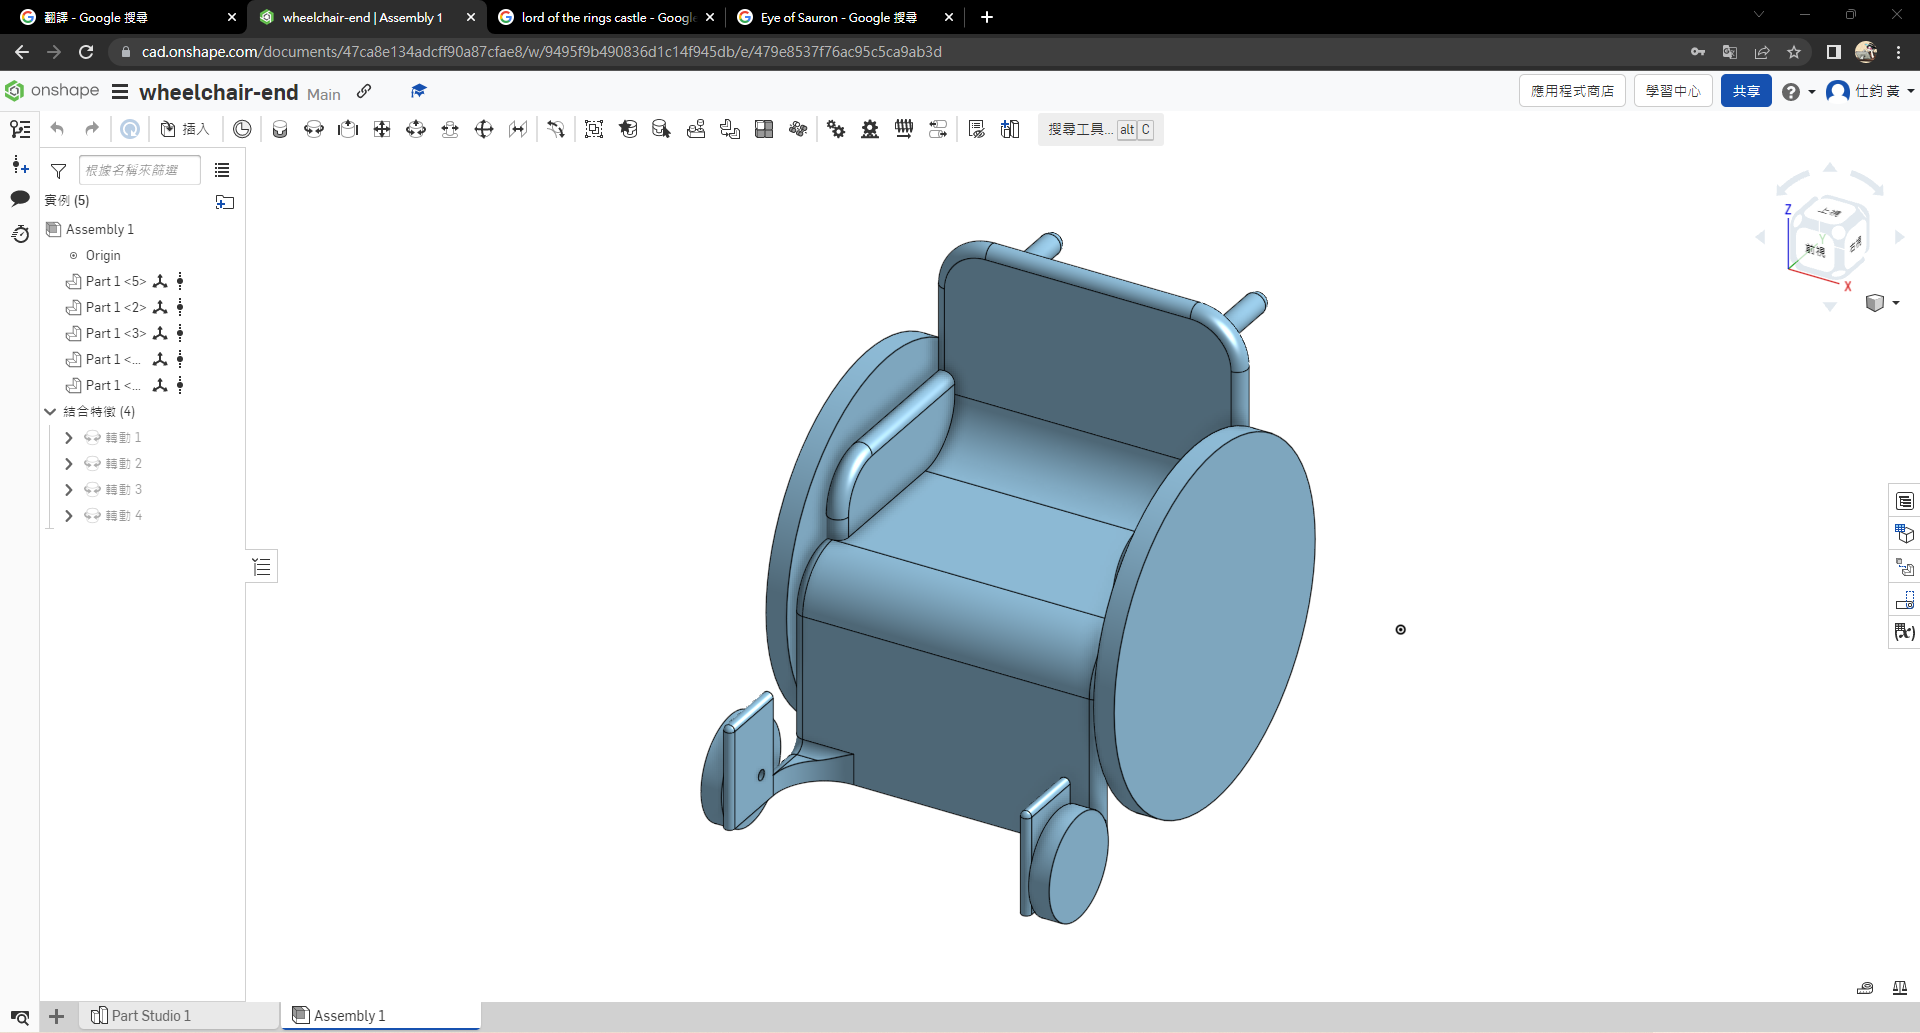 翻譯 - Google 搜尋
wheelchair-end | Assembly 1
lord of the rings castle - Googl
Eye of Sauron - Google 搜尋
cad.onshape.com/documents/47ca8e134adcff90a87cfae8/w/9495f9b490836d1c14f945db/e/479e8537f76ac95c5ca9ab3d
onshape
wheelchair-end Main
應用程式商店
學習中心
共享
仕鈞 黃
插入
搜尋工具... alt C
根據名稱來篩選
實例 (5)
Assembly 1
Origin
Part 1 <5>
Part 1 <2>
Part 1 <3>
Part 1 <...
Part 1 <...
結合特徵 (4)
轉動 1
轉動 2
轉動 3
轉動 4
Z
上視
Y
前視
右視
X
(x)
Part Studio 1
Assembly 1